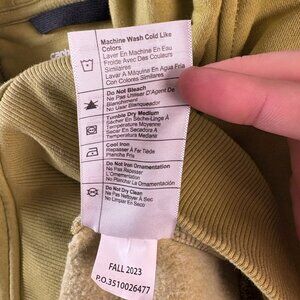 Machine Wash Cold Like
Colors
Laver En Machine En Eau
Froide Avec Des Couleurs
Similaires
Lavar A Máquina En Agua Fría
Con Colores Similares
Do Not Bleach
Ne Pas Utiliser D'Agent De
Blanchiment
No Usar Blanqueador
Tumble Dry Medium
Sécher En Sèche-Linge À
Température Moyenne
Secar En Secadora A
Temperatura Mediana
Cool Iron
Repasser À Fer Tiède
Plancha Fría
Do Not Iron Ornamentation
Ne Pas Repasser
L'Ornementation
No Planchar La Ornamentación
Do Not Dry Clean
Ne Pas Nettoyer À Sec
No Limpiar En Seco
FALL 2023
P.O.3510026477